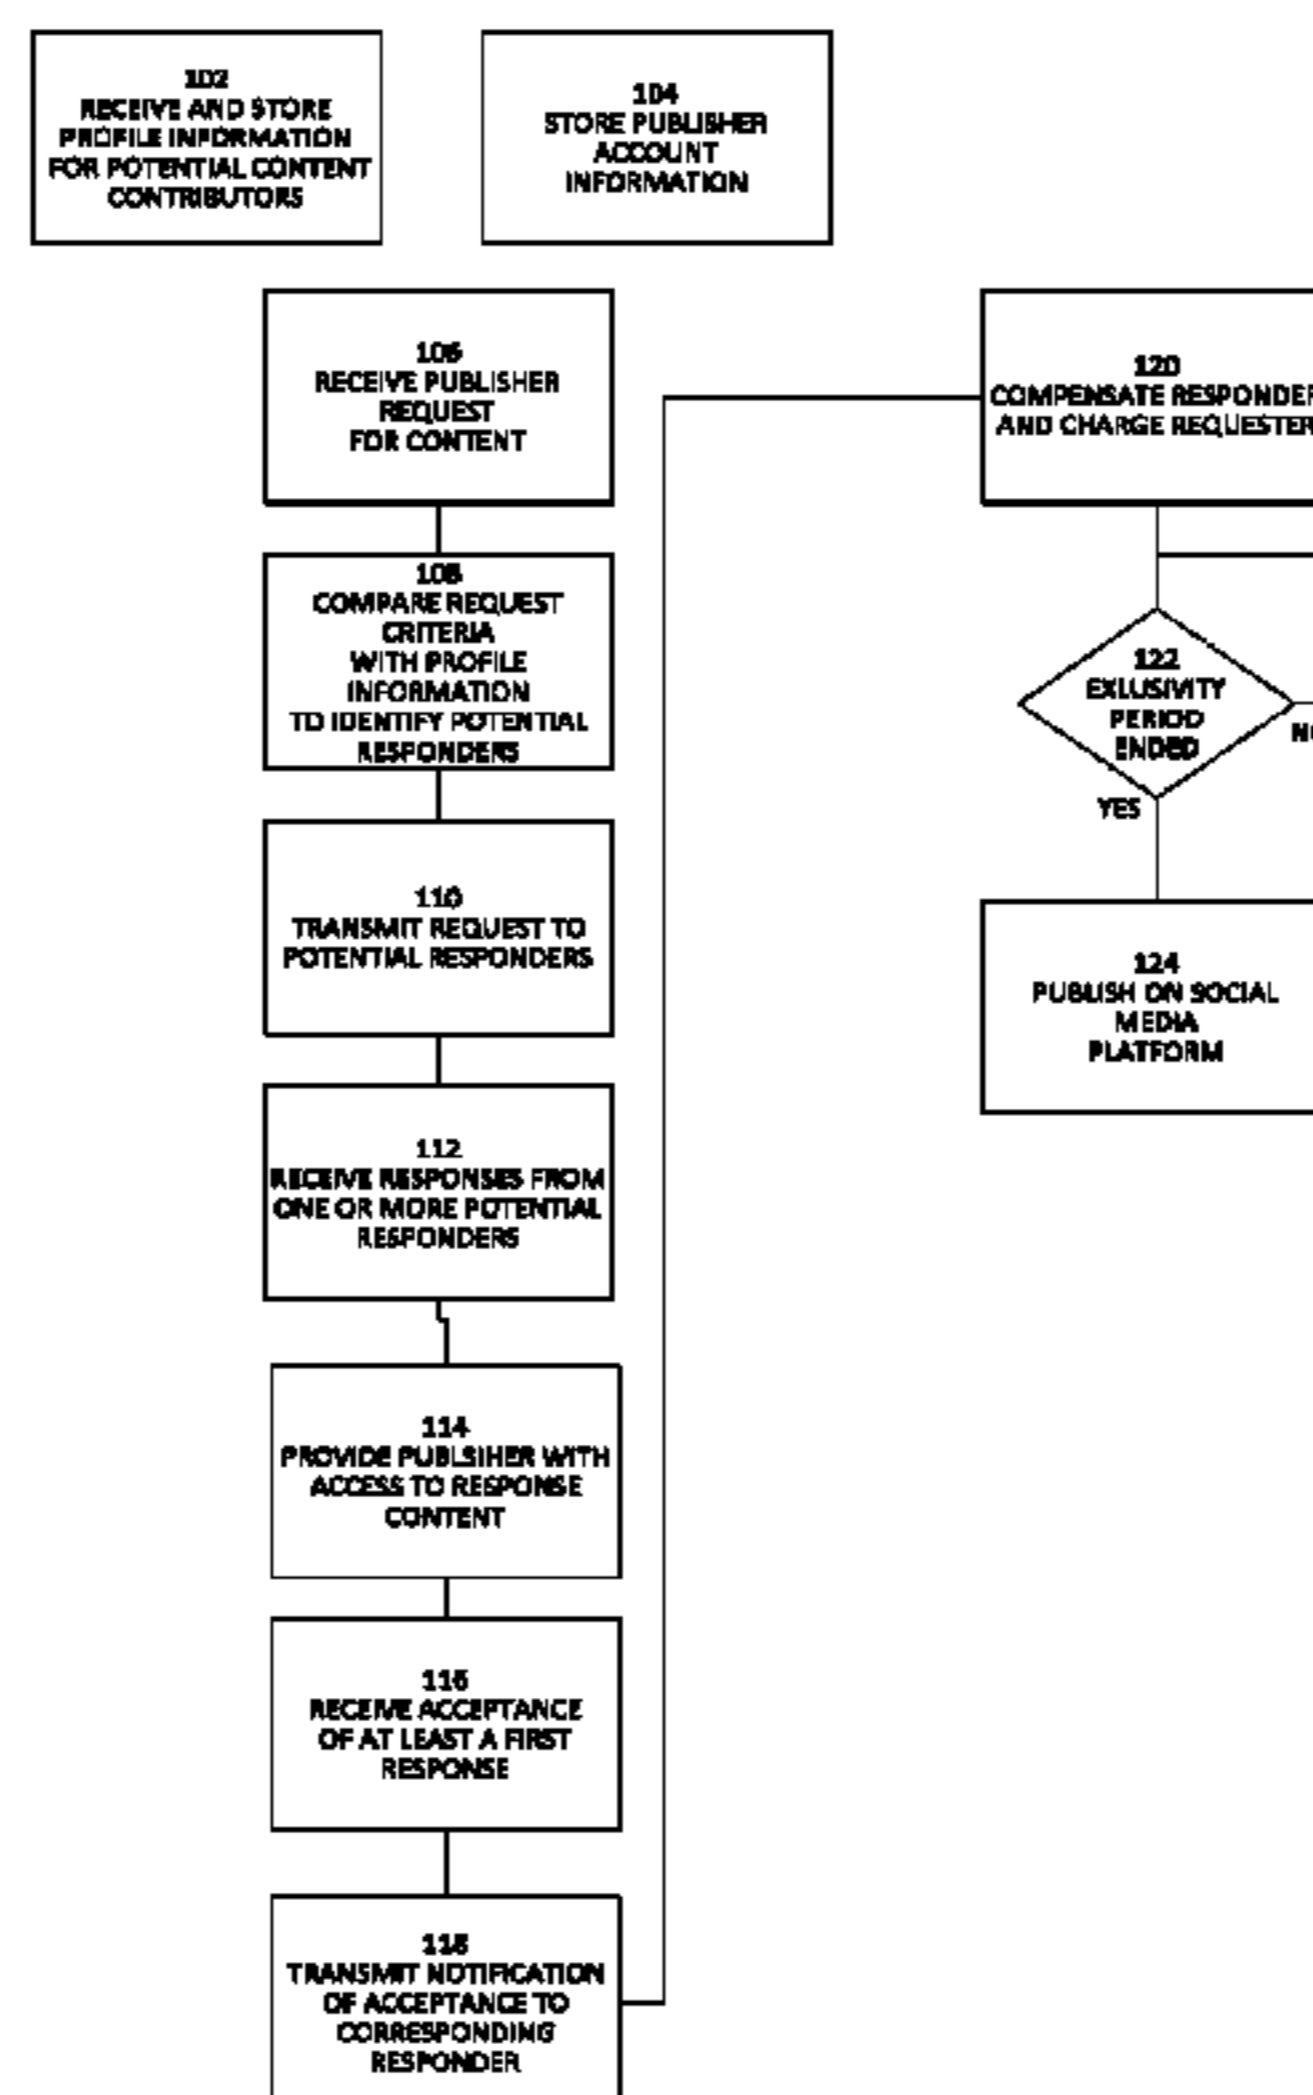 102
RECEIVE AND STORE
PROFILE INFORMATION
FOR POTENTIAL CONTENT
CONTRIBUTORS
104
STORE PUBLISHER
ACCOUNT
INFORMATION
106
RECEIVE PUBLISHER
REQUEST
FOR CONTENT
108
COMPARE REQUEST
CRITERIA
WITH PROFILE
INFORMATION
TO IDENTIFY POTENTIAL
RESPONDERS
110
TRANSMIT REQUEST TO
POTENTIAL RESPONDERS
112
RECEIVE RESPONSES FROM
ONE OR MORE POTENTIAL
RESPONDERS
114
PROVIDE PUBLSIHER WITH
ACCESS TO RESPONSE
CONTENT
116
RECEIVE ACCEPTANCE
OF AT LEAST A FIRST
RESPONSE
118
TRANSMIT NOTIFICATION
OF ACCEPTANCE TO
CORRESPONDING
RESPONDER
120
COMPENSATE RESPONDER
AND CHARGE REQUESTER
122
EXLUSIVITY
PERIOD
ENDED
NO
YES
124
PUBLISH ON SOCIAL
MEDIA
PLATFORM